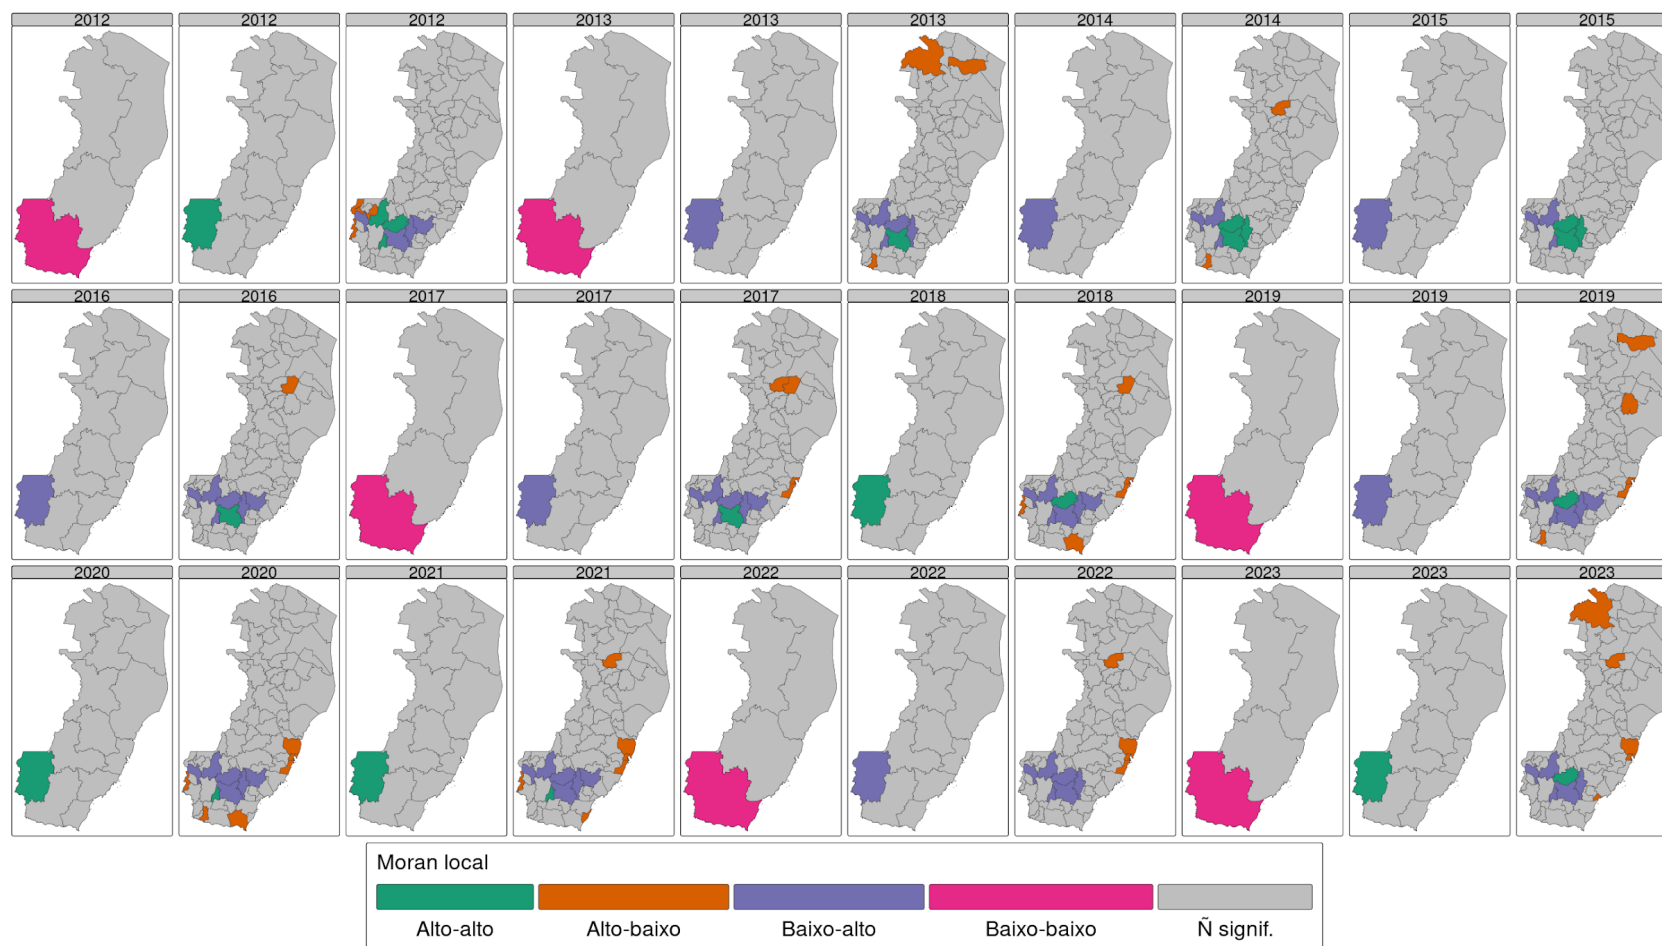 2012 2012 2012 2013 2013 2013 2014 2014 2015 2015
2016 2016 2017 2017 2017 2018 2018 2019 2019 2019
2020 2020 2021 2021 2022 2022 2022 2023 2023 2023
Moran local
Alto-alto Alto-baixo Baixo-alto Baixo-baixo Ñ signif.